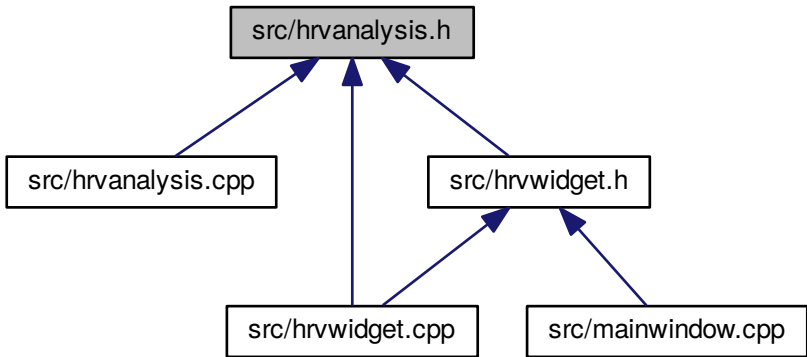 src/hrvanalysis.h
src/hrvanalysis.cpp
src/hrvwidget.h
src/hrvwidget.cpp
src/mainwindow.cpp